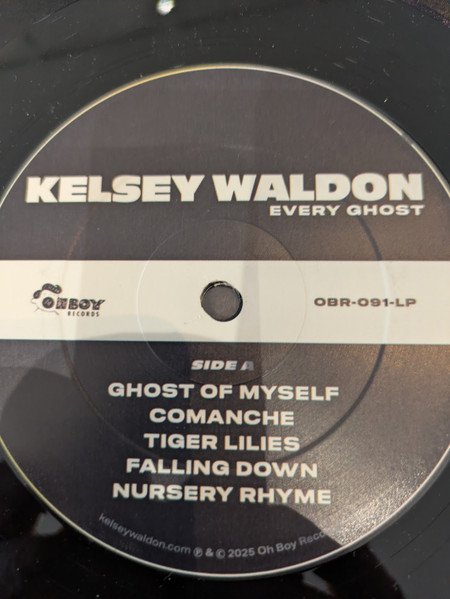 KELSEY WALDON
EVERY GHOST
OH BOY
RECORDS
OBR-091-LP
SIDE A
GHOST OF MYSELF
COMANCHE
TIGER LILIES
FALLING DOWN
NURSERY RHYME
kelseywaldon.com ℗ & © 2025 Oh Boy